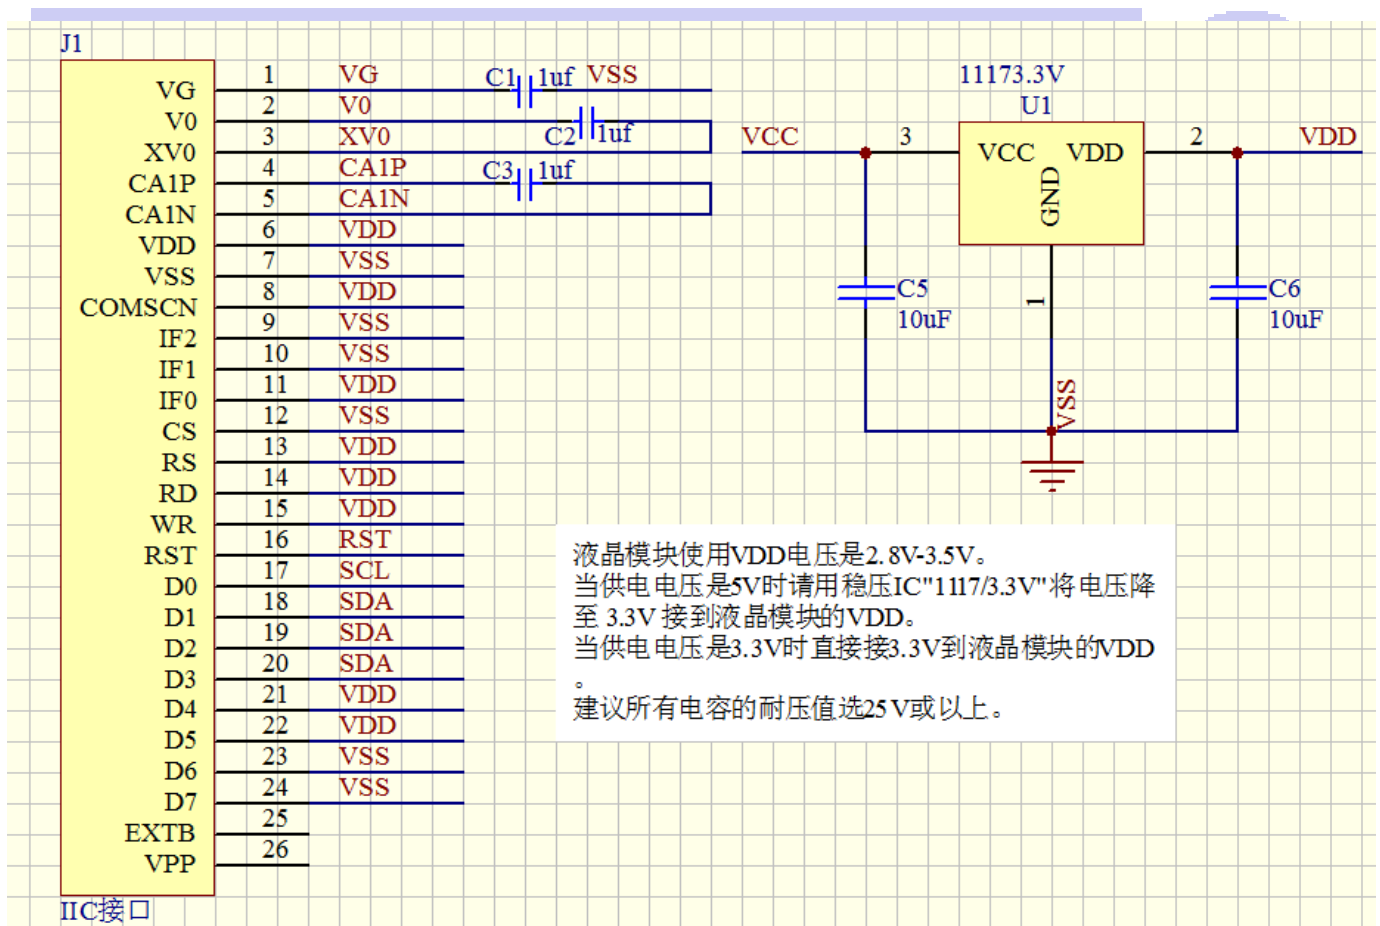 J1
VG 1 VG C1 1uf VSS
V0 2 V0
XV0 3 XV0 C2 1uf
CA1P 4 CA1P C3 1uf
CA1N 5 CA1N
VDD 6 VDD
VSS 7 VSS
COMSCN 8 VDD
IF2 9 VSS
IF1 10 VSS
IF0 11 VDD
CS 12 VSS
RS 13 VDD
RD 14 VDD
WR 15 VDD
RST 16 RST
D0 17 SCL
D1 18 SDA
D2 19 SDA
D3 20 SDA
D4 21 VDD
D5 22 VDD
D6 23 VSS
D7 24 VSS
EXTB 25
VPP 26
IIC接口
11173.3V
U1
VCC 3 VCC VDD 2 VDD
GND
1
C5
10uF
C6
10uF
VSS
液晶模块使用VDD电压是2.8V-3.5V。
当供电电压是5V时请用稳压IC"1117/3.3V"将电压降
至 3.3V 接到液晶模块的VDD。
当供电电压是3.3V时直接接3.3V到液晶模块的VDD
。
建议所有电容的耐压值选25V或以上。